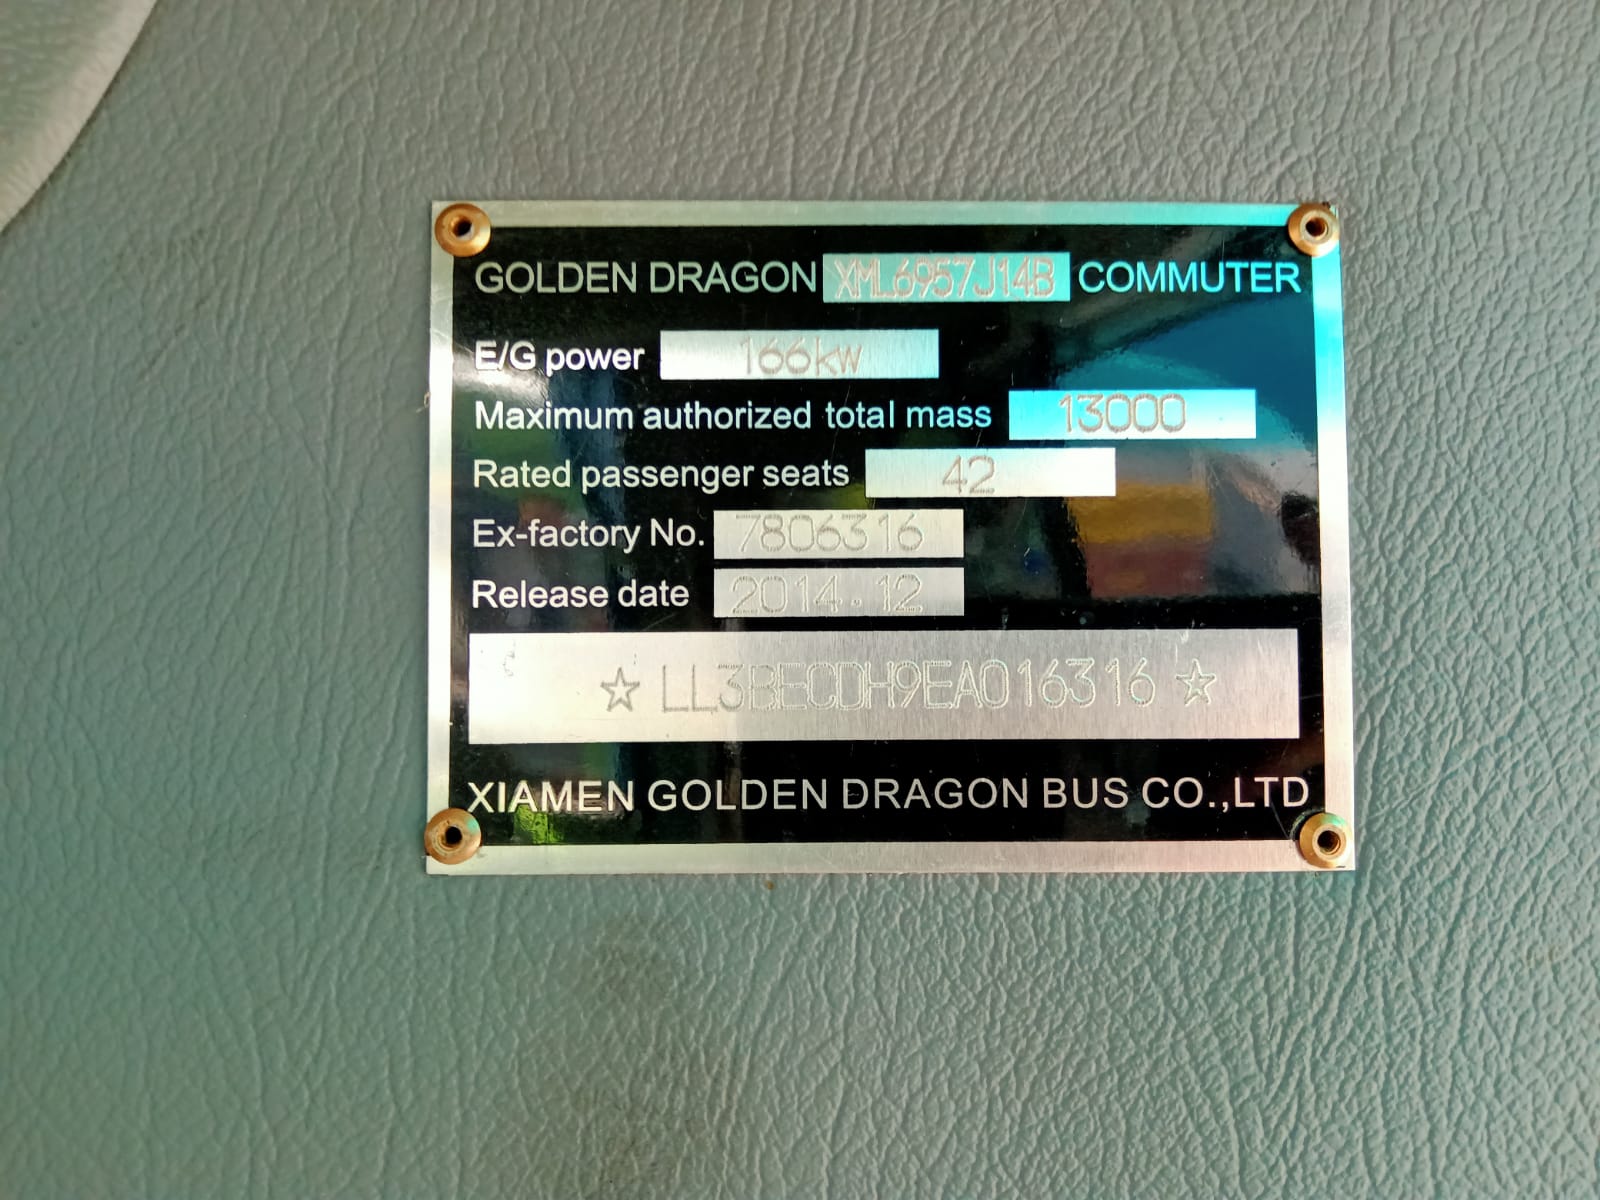 GOLDEN DRAGON XML6957J14B COMMUTER
E/G power 166kw
Maximum authorized total mass 13000
Rated passenger seats 42
Ex-factory No. 7806316
Release date 2014.12
☆ LL3BECDH9EA016316 ☆
XIAMEN GOLDEN DRAGON BUS CO.,LTD